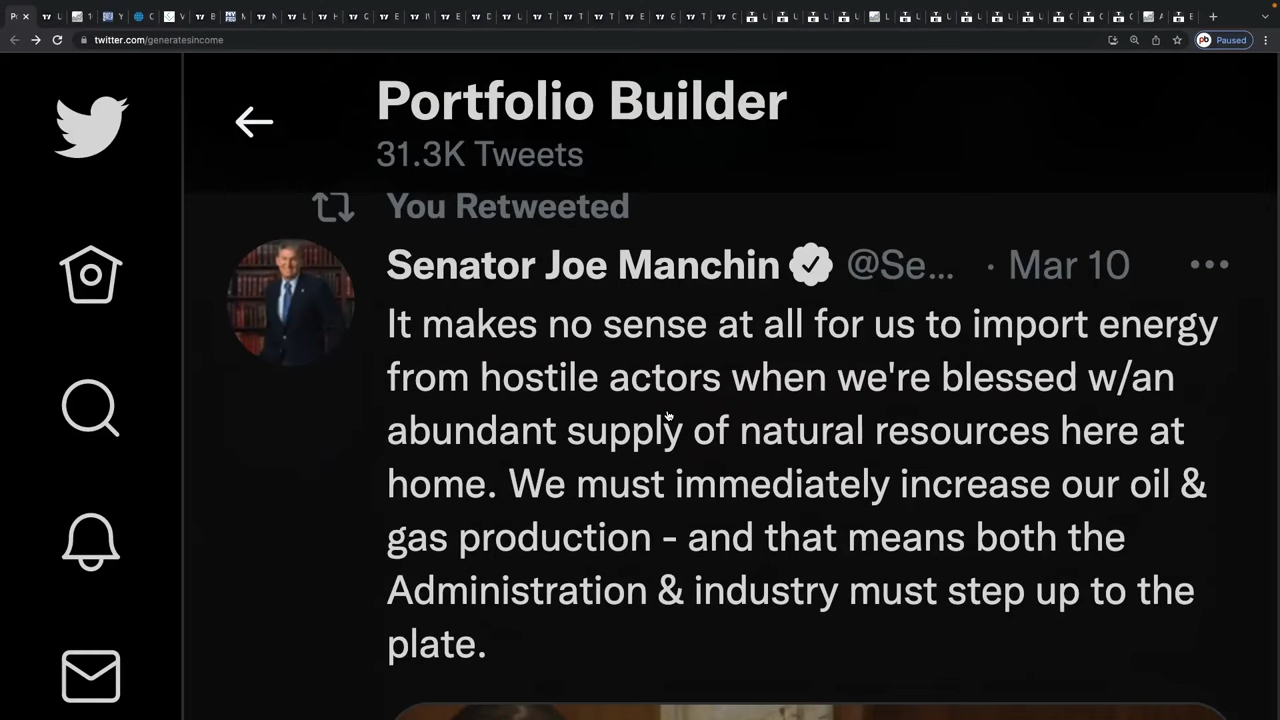 twitter.com/generatesincome
Paused
Portfolio Builder
31.3K Tweets
You Retweeted
Senator Joe Manchin @Se... · Mar 10
It makes no sense at all for us to import energy
from hostile actors when we're blessed w/an
abundant supply of natural resources here at
home. We must immediately increase our oil &
gas production - and that means both the
Administration & industry must step up to the
plate.